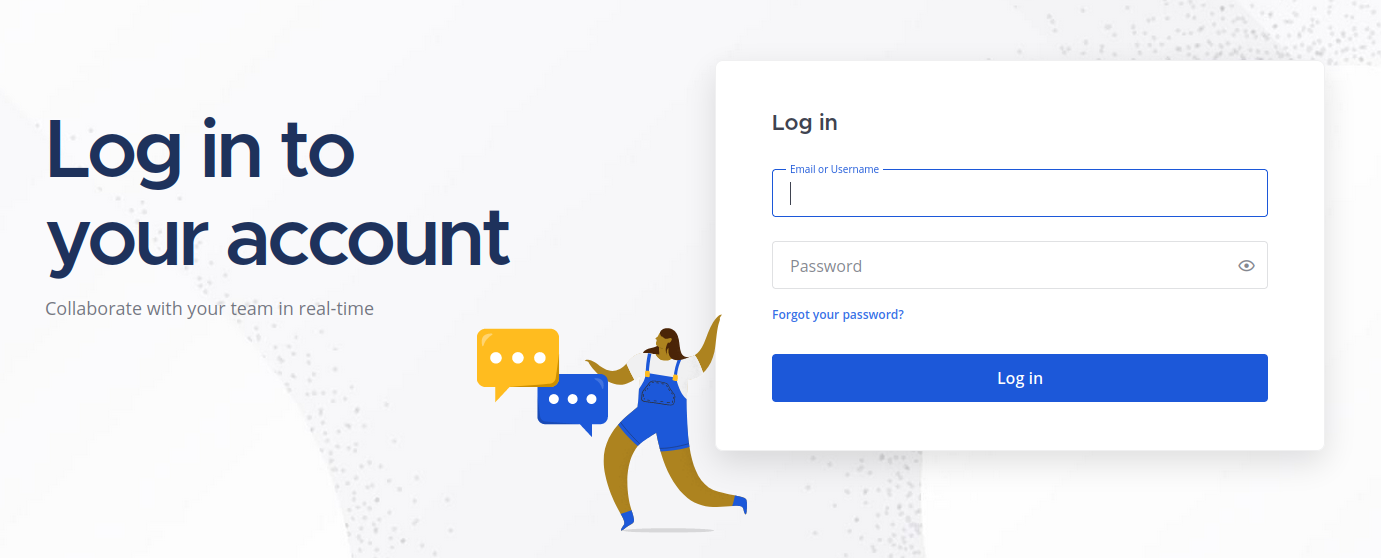 Log in to
your account
Collaborate with your team in real-time
Log in
Email or Username
Password
Forgot your password?
Log in